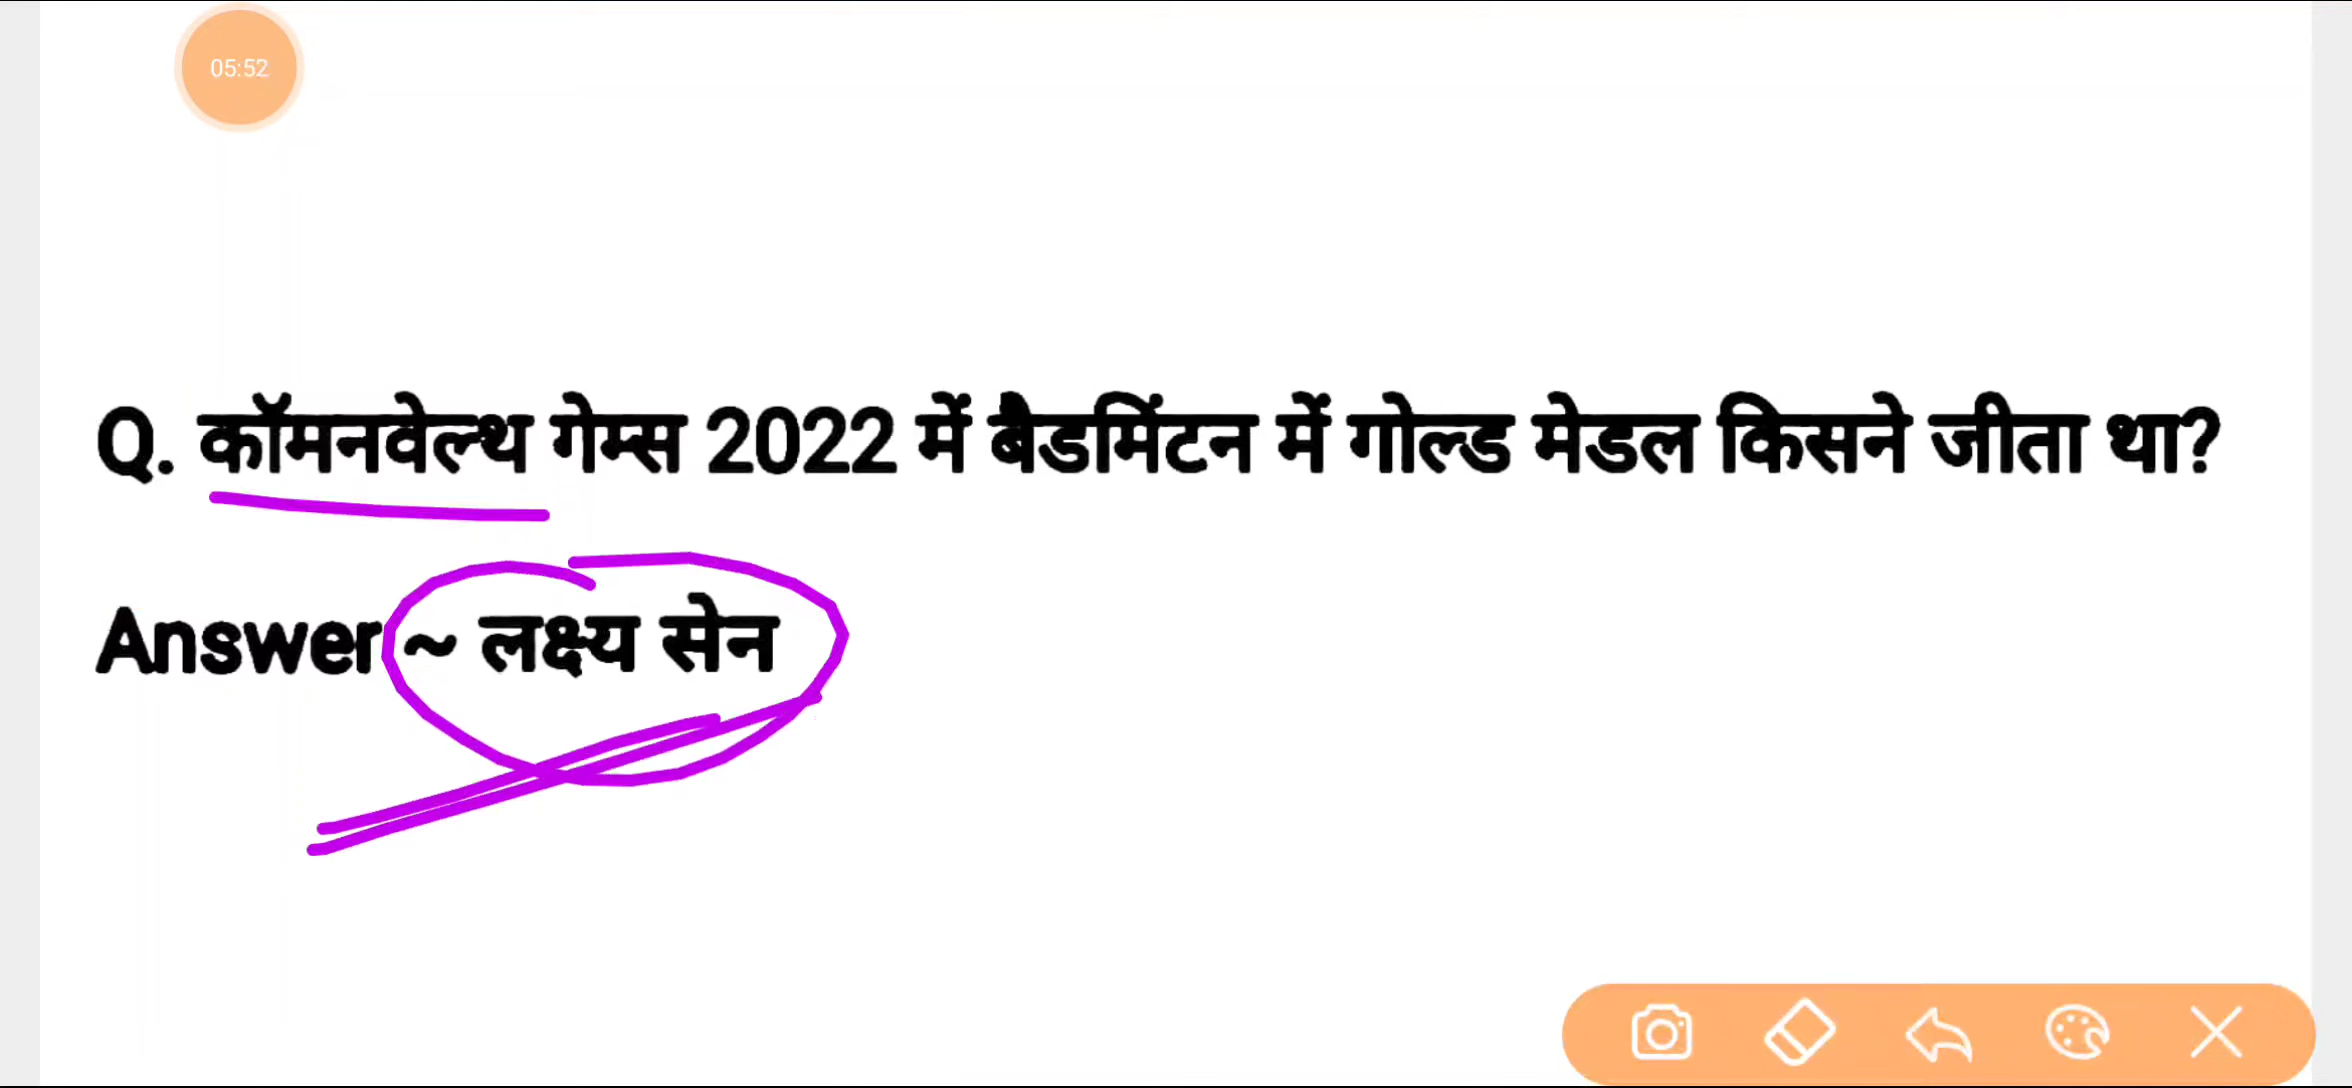 05:52
Q. कॉमनवेल्थ गेम्स 2022 में बैडमिंटन में गोल्ड मेडल किसने जीता था?
Answer ~ लक्ष्य सेन